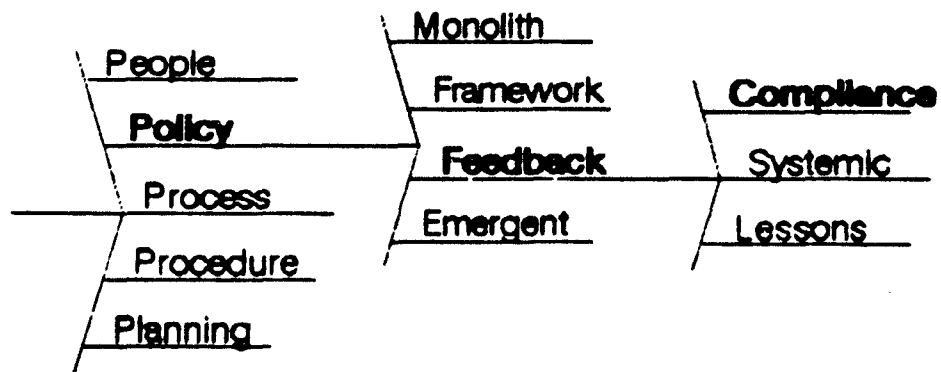 People
Policy
Process
Procedure
Planning
Monolith
Framework
Feedback
Emergent
Compliance
Systemic
Lessons